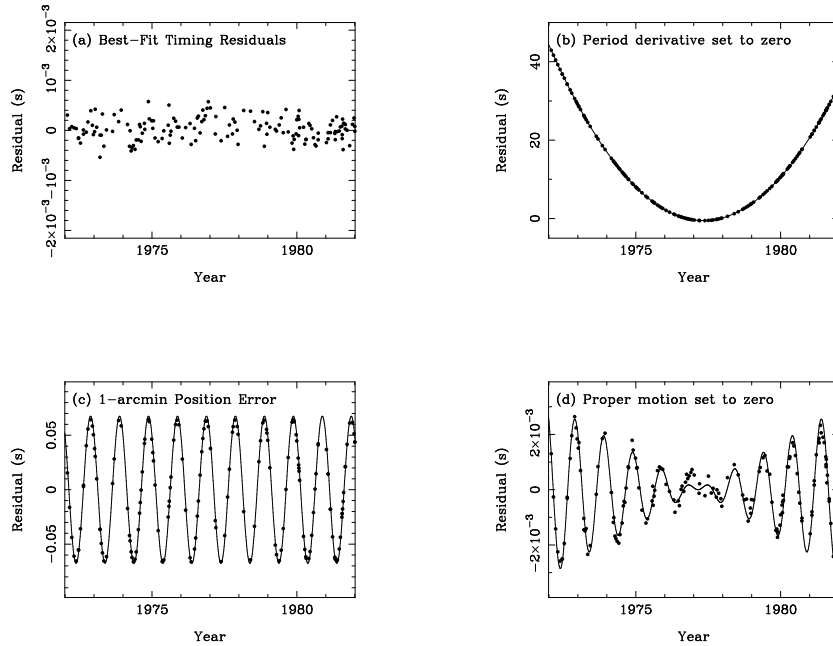 (a) Best-Fit Timing Residuals
Residual (s)
2×10⁻³
10⁻³
0
-10⁻³
-2×10⁻³
1975 1980
Year
(b) Period derivative set to zero
Residual (s)
40
20
0
1975 1980
Year
(c) 1-arcmin Position Error
Residual (s)
0.05
0
-0.05
1975 1980
Year
(d) Proper motion set to zero
Residual (s)
2×10⁻³
0
-2×10⁻³
1975 1980
Year